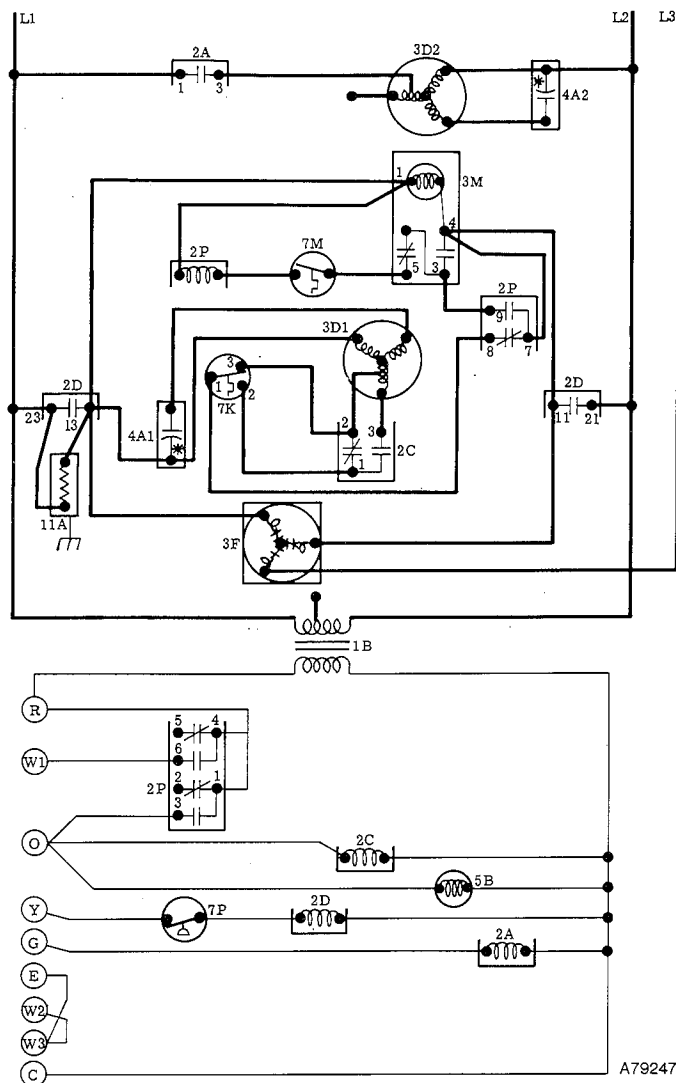 L1 L2 L3
2A 3D2
1 3 4A2
1 3M
4
2P 7M
5 3
2P
9
8 7
3D1
3
1 2
7K
2D 2D
23 13 4A1 11 21
2 3
1 2C
11A
3F
1B
R
5 4
W1 6
2 1
2P
3
O 2C
5B
Y 7P 2D
G 2A
E
W2
W3
C
A79247